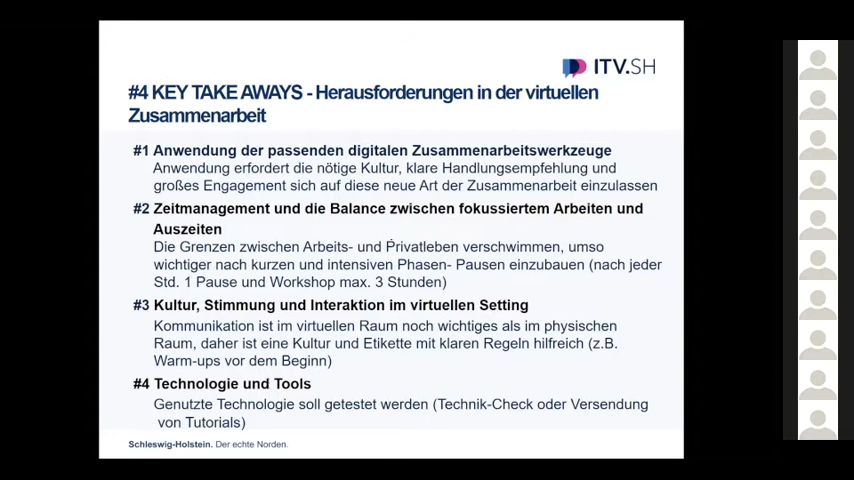 ITV.SH
#4 KEY TAKE AWAYS - Herausforderungen in der virtuellen
Zusammenarbeit
#1 Anwendung der passenden digitalen Zusammenarbeitswerkzeuge
Anwendung erfordert die nötige Kultur, klare Handlungsempfehlung und
großes Engagement sich auf diese neue Art der Zusammenarbeit einzulassen
#2 Zeitmanagement und die Balance zwischen fokussiertem Arbeiten und
Auszeiten
Die Grenzen zwischen Arbeits- und Privatleben verschwimmen, umso
wichtiger nach kurzen und intensiven Phasen- Pausen einzubauen (nach jeder
Std. 1 Pause und Workshop max. 3 Stunden)
#3 Kultur, Stimmung und Interaktion im virtuellen Setting
Kommunikation ist im virtuellen Raum noch wichtiges als im physischen
Raum, daher ist eine Kultur und Etikette mit klaren Regeln hilfreich (z.B.
Warm-ups vor dem Beginn)
#4 Technologie und Tools
Genutzte Technologie soll getestet werden (Technik-Check oder Versendung
von Tutorials)
Schleswig-Holstein. Der echte Norden.